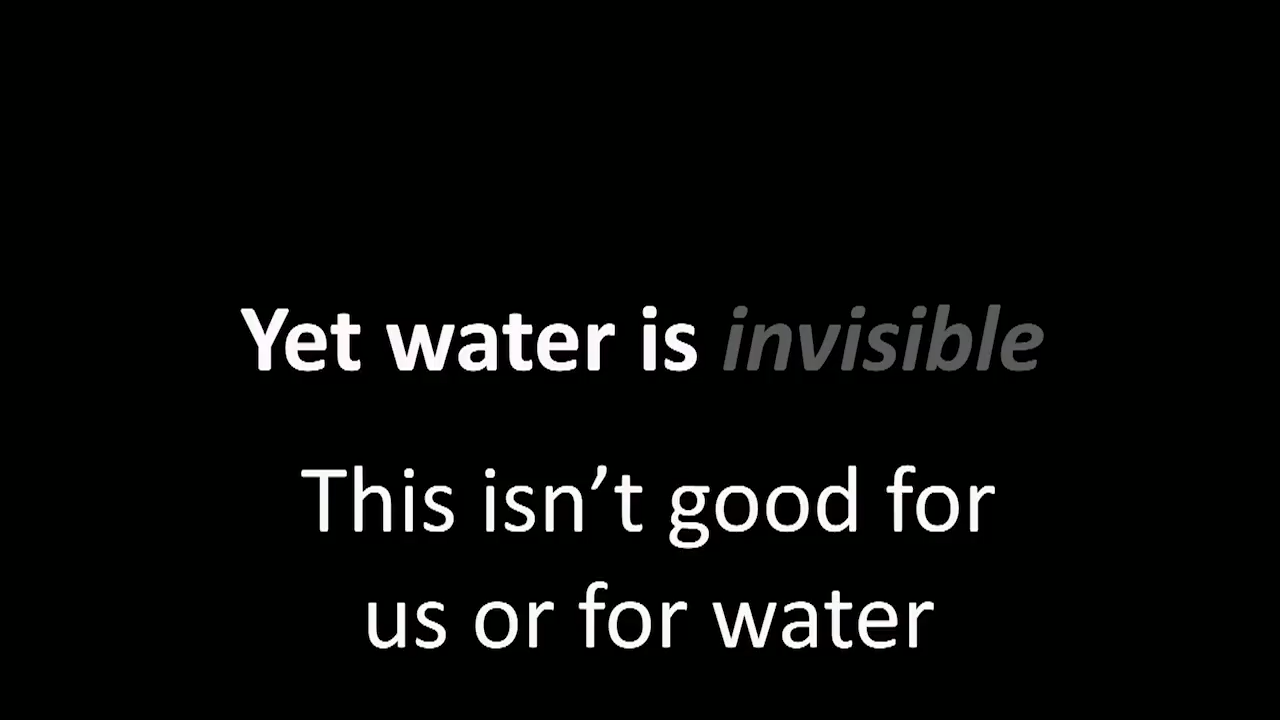 Yet water is invisible
This isn’t good for
us or for water